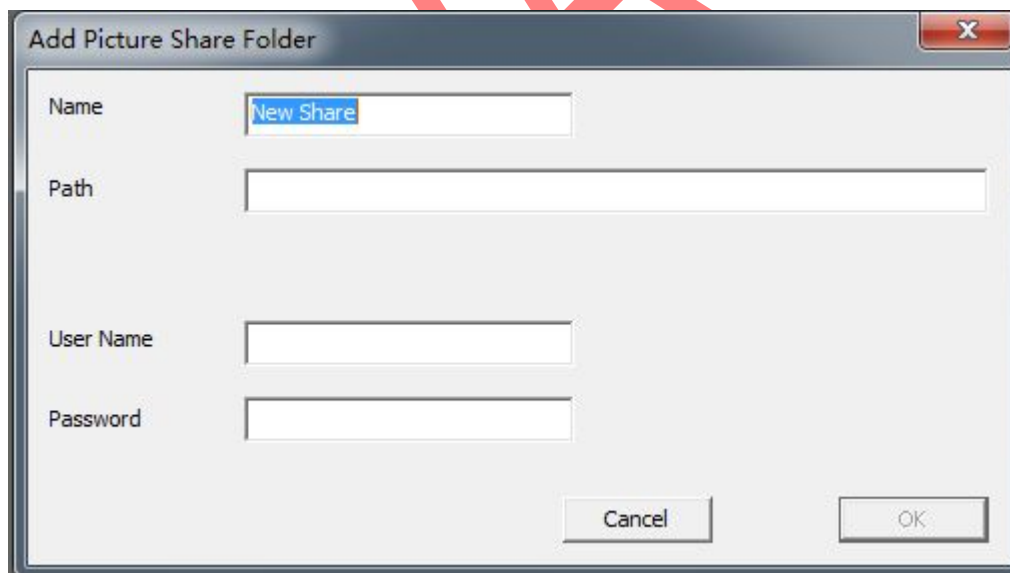 Add Picture Share Folder
Name
New Share
Path
User Name
Password
Cancel
OK